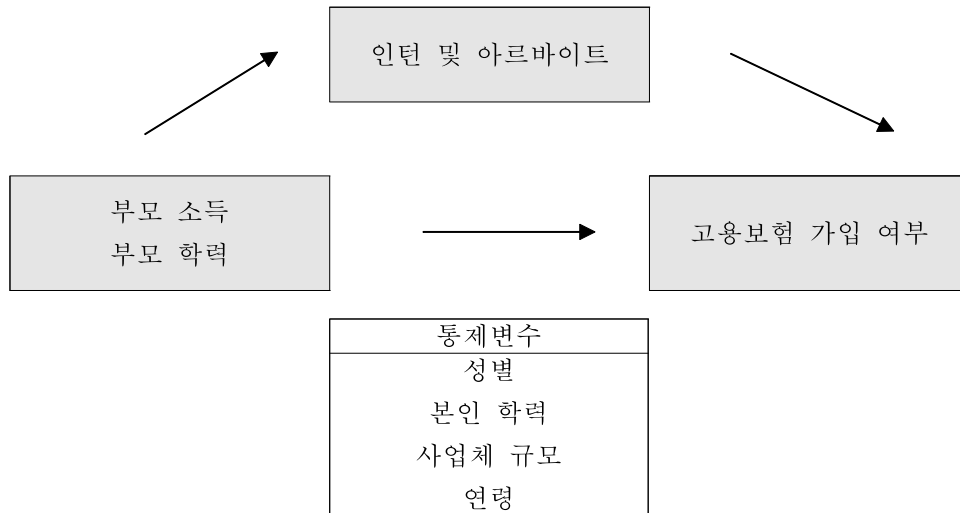 인턴 및 아르바이트
부모 소득
부모 학력
고용보험 가입 여부
통제변수
성별
본인 학력
사업체 규모
연령